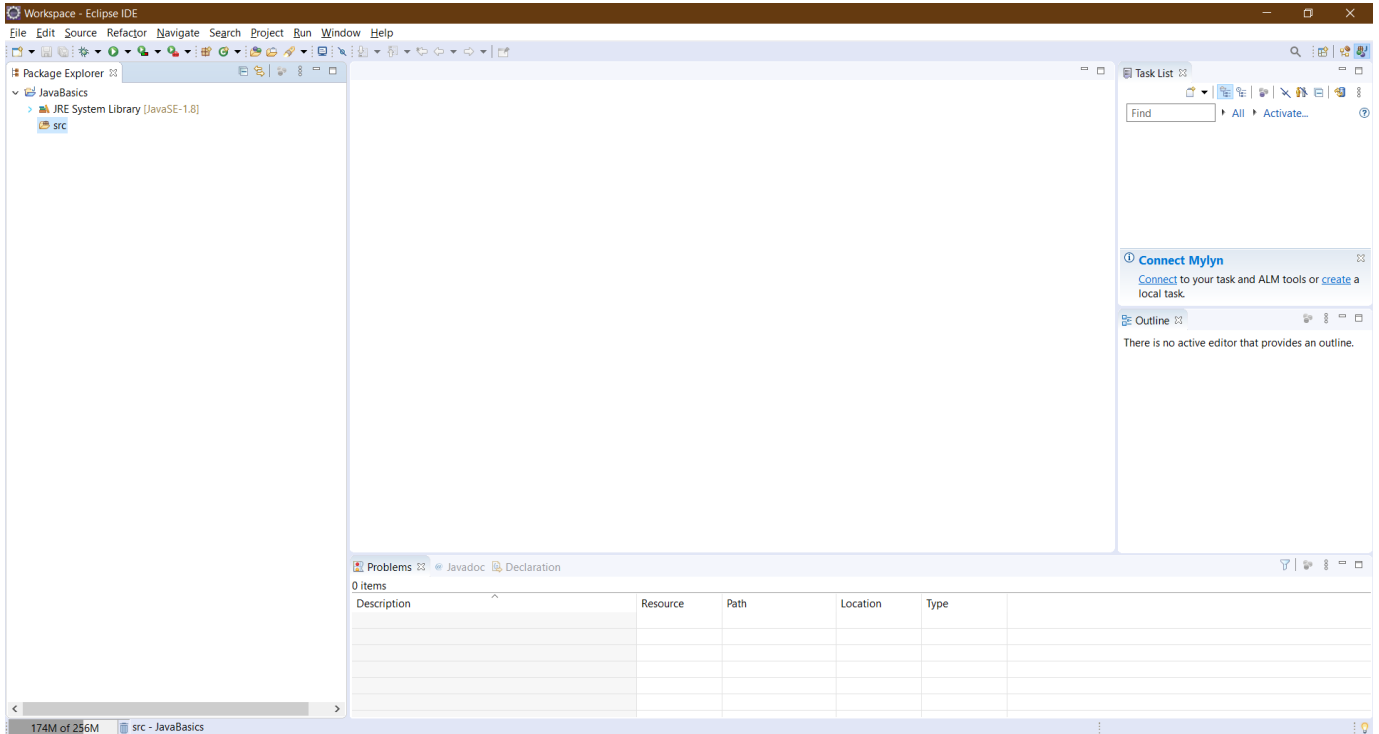 Workspace - Eclipse IDE
File Edit Source Refactor Navigate Search Project Run Window Help
Package Explorer
JavaBasics
JRE System Library [JavaSE-1.8]
src
Task List
Find All Activate...
Connect Mylyn
Connect to your task and ALM tools or create a
local task.
Outline
There is no active editor that provides an outline.
Problems Javadoc Declaration
0 items
Description Resource Path Location Type
174M of 256M src - JavaBasics